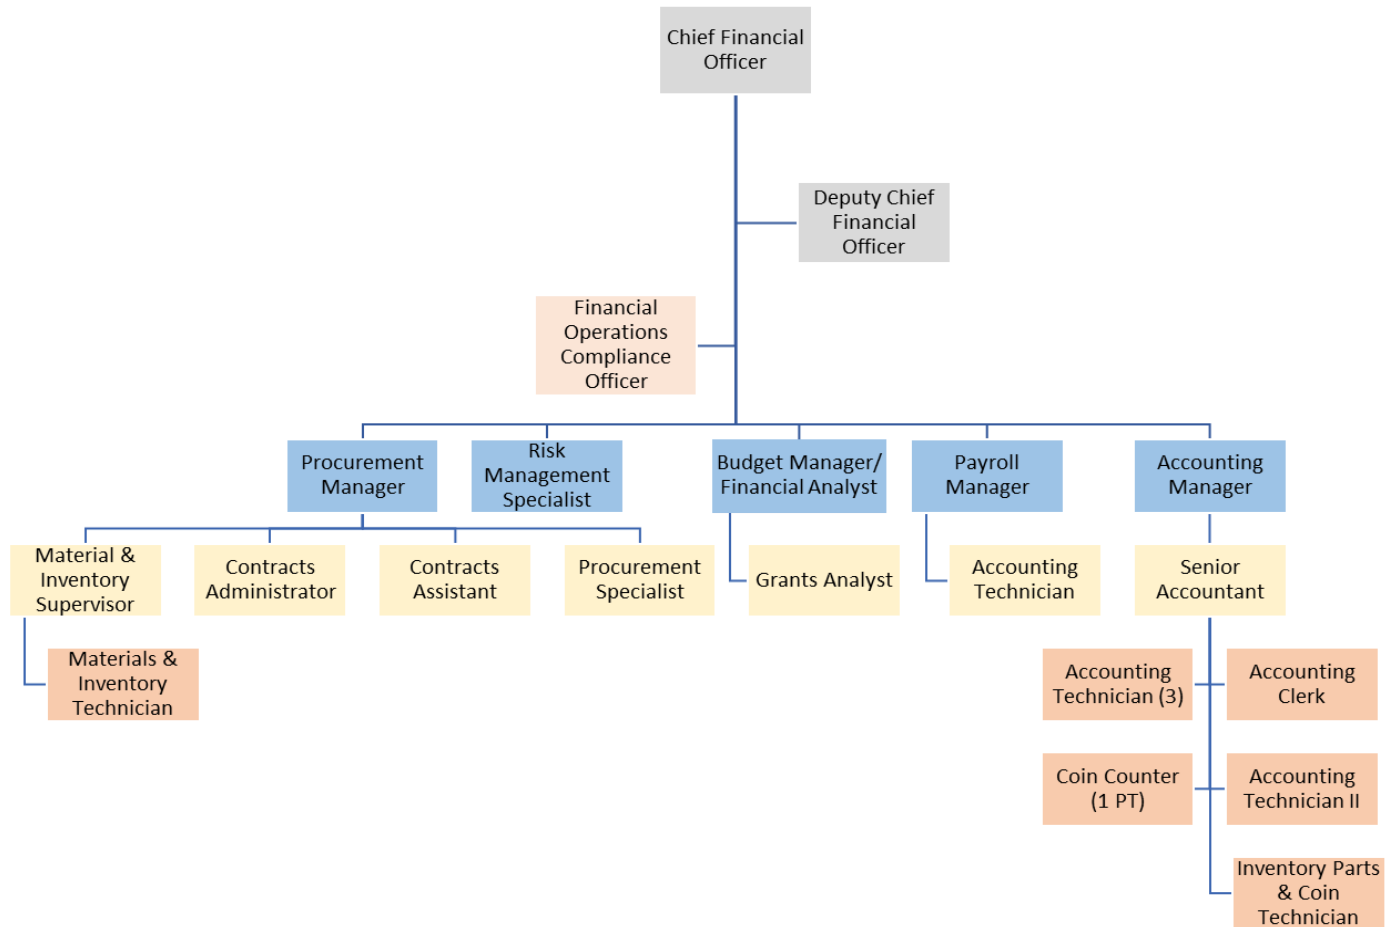 Chief Financial
Officer
Deputy Chief
Financial
Officer
Financial
Operations
Compliance
Officer
Procurement
Manager
Risk
Management
Specialist
Budget Manager/
Financial Analyst
Payroll
Manager
Accounting
Manager
Material &
Inventory
Supervisor
Contracts
Administrator
Contracts
Assistant
Procurement
Specialist
Grants Analyst
Accounting
Technician
Senior
Accountant
Materials &
Inventory
Technician
Accounting
Technician (3)
Accounting
Clerk
Coin Counter
(1 PT)
Accounting
Technician II
Inventory Parts
& Coin
Technician